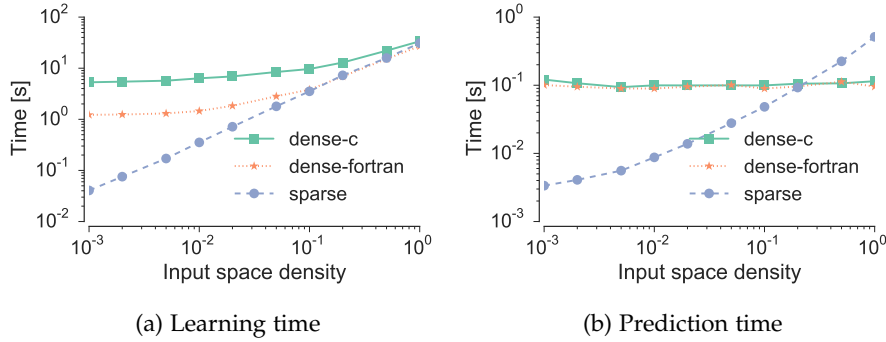 10^2
10^1
10^0
10^-1
10^-2
Time [s]
dense-c
dense-fortran
sparse
10^-3 10^-2 10^-1 10^0
Input space density
(a) Learning time
10^0
10^-1
10^-2
10^-3
Time [s]
dense-c
dense-fortran
sparse
10^-3 10^-2 10^-1 10^0
Input space density
(b) Prediction time